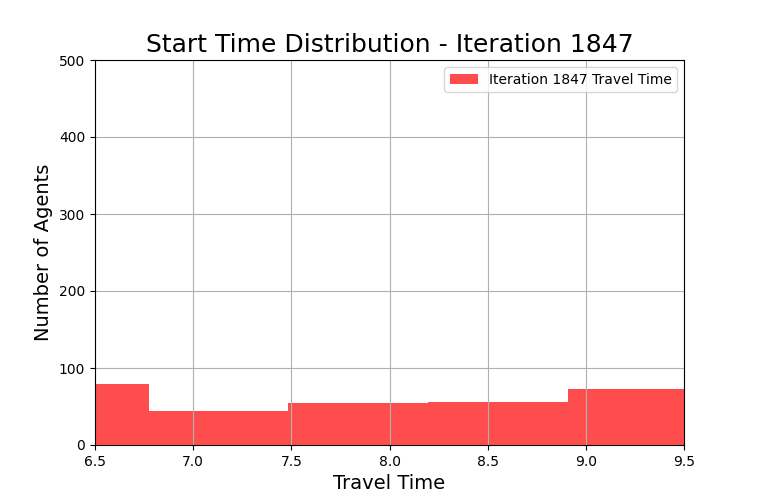 Start Time Distribution - Iteration 1847
500
Iteration 1847 Travel Time
400
300
200
100
0
Number of Agents
6.5 7.0 7.5 8.0 8.5 9.0 9.5
Travel Time